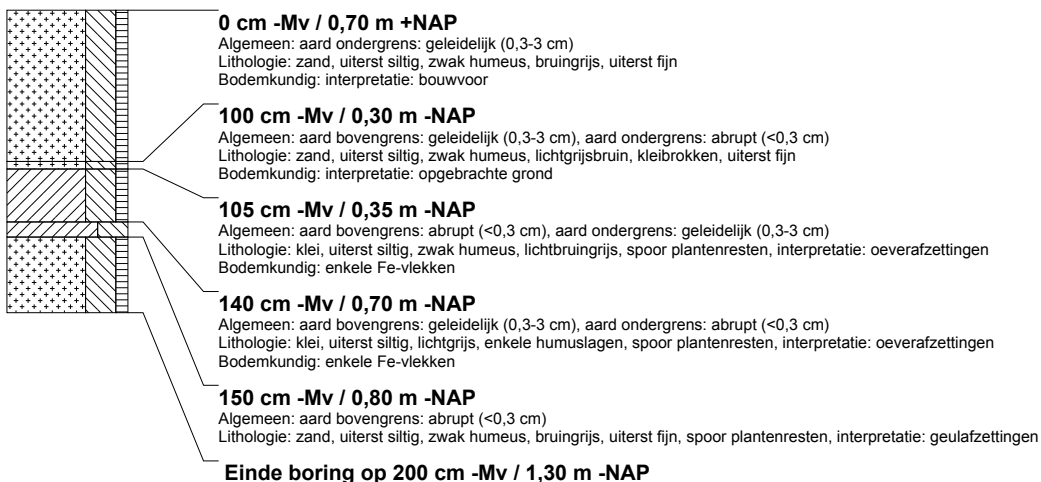 0 cm -Mv / 0,70 m +NAP
Algemeen: aard ondergrens: geleidelijk (0,3-3 cm)
Lithologie: zand, uiterst siltig, zwak humeus, bruingrijs, uiterst fijn
Bodemkundig: interpretatie: bouwvoor
100 cm -Mv / 0,30 m -NAP
Algemeen: aard bovengrens: geleidelijk (0,3-3 cm), aard ondergrens: abrupt (<0,3 cm)
Lithologie: zand, uiterst siltig, zwak humeus, lichtgrijsbruin, kleibrokken, uiterst fijn
Bodemkundig: interpretatie: opgebrachte grond
105 cm -Mv / 0,35 m -NAP
Algemeen: aard bovengrens: abrupt (<0,3 cm), aard ondergrens: geleidelijk (0,3-3 cm)
Lithologie: klei, uiterst siltig, zwak humeus, lichtbruingrijs, spoor plantenresten, interpretatie: oeverafzettingen
Bodemkundig: enkele Fe-vlekken
140 cm -Mv / 0,70 m -NAP
Algemeen: aard bovengrens: geleidelijk (0,3-3 cm), aard ondergrens: abrupt (<0,3 cm)
Lithologie: klei, uiterst siltig, lichtgrijs, enkele humuslagen, spoor plantenresten, interpretatie: oeverafzettingen
Bodemkundig: enkele Fe-vlekken
150 cm -Mv / 0,80 m -NAP
Algemeen: aard bovengrens: abrupt (<0,3 cm)
Lithologie: zand, uiterst siltig, zwak humeus, bruingrijs, uiterst fijn, spoor plantenresten, interpretatie: geulafzettingen
Einde boring op 200 cm -Mv / 1,30 m -NAP